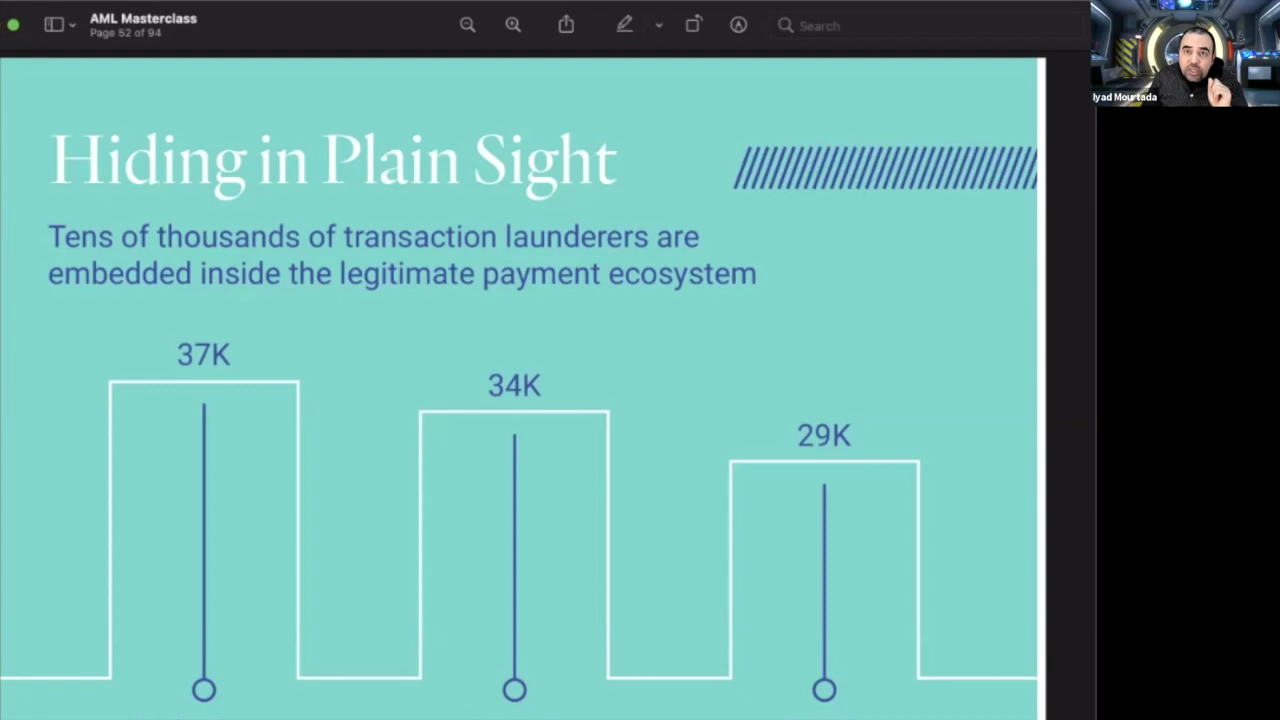 AML Masterclass
Page 52 of 94
Search
Iyad Mourtada
Hiding in Plain Sight
Tens of thousands of transaction launderers are
embedded inside the legitimate payment ecosystem
37K
34K
29K